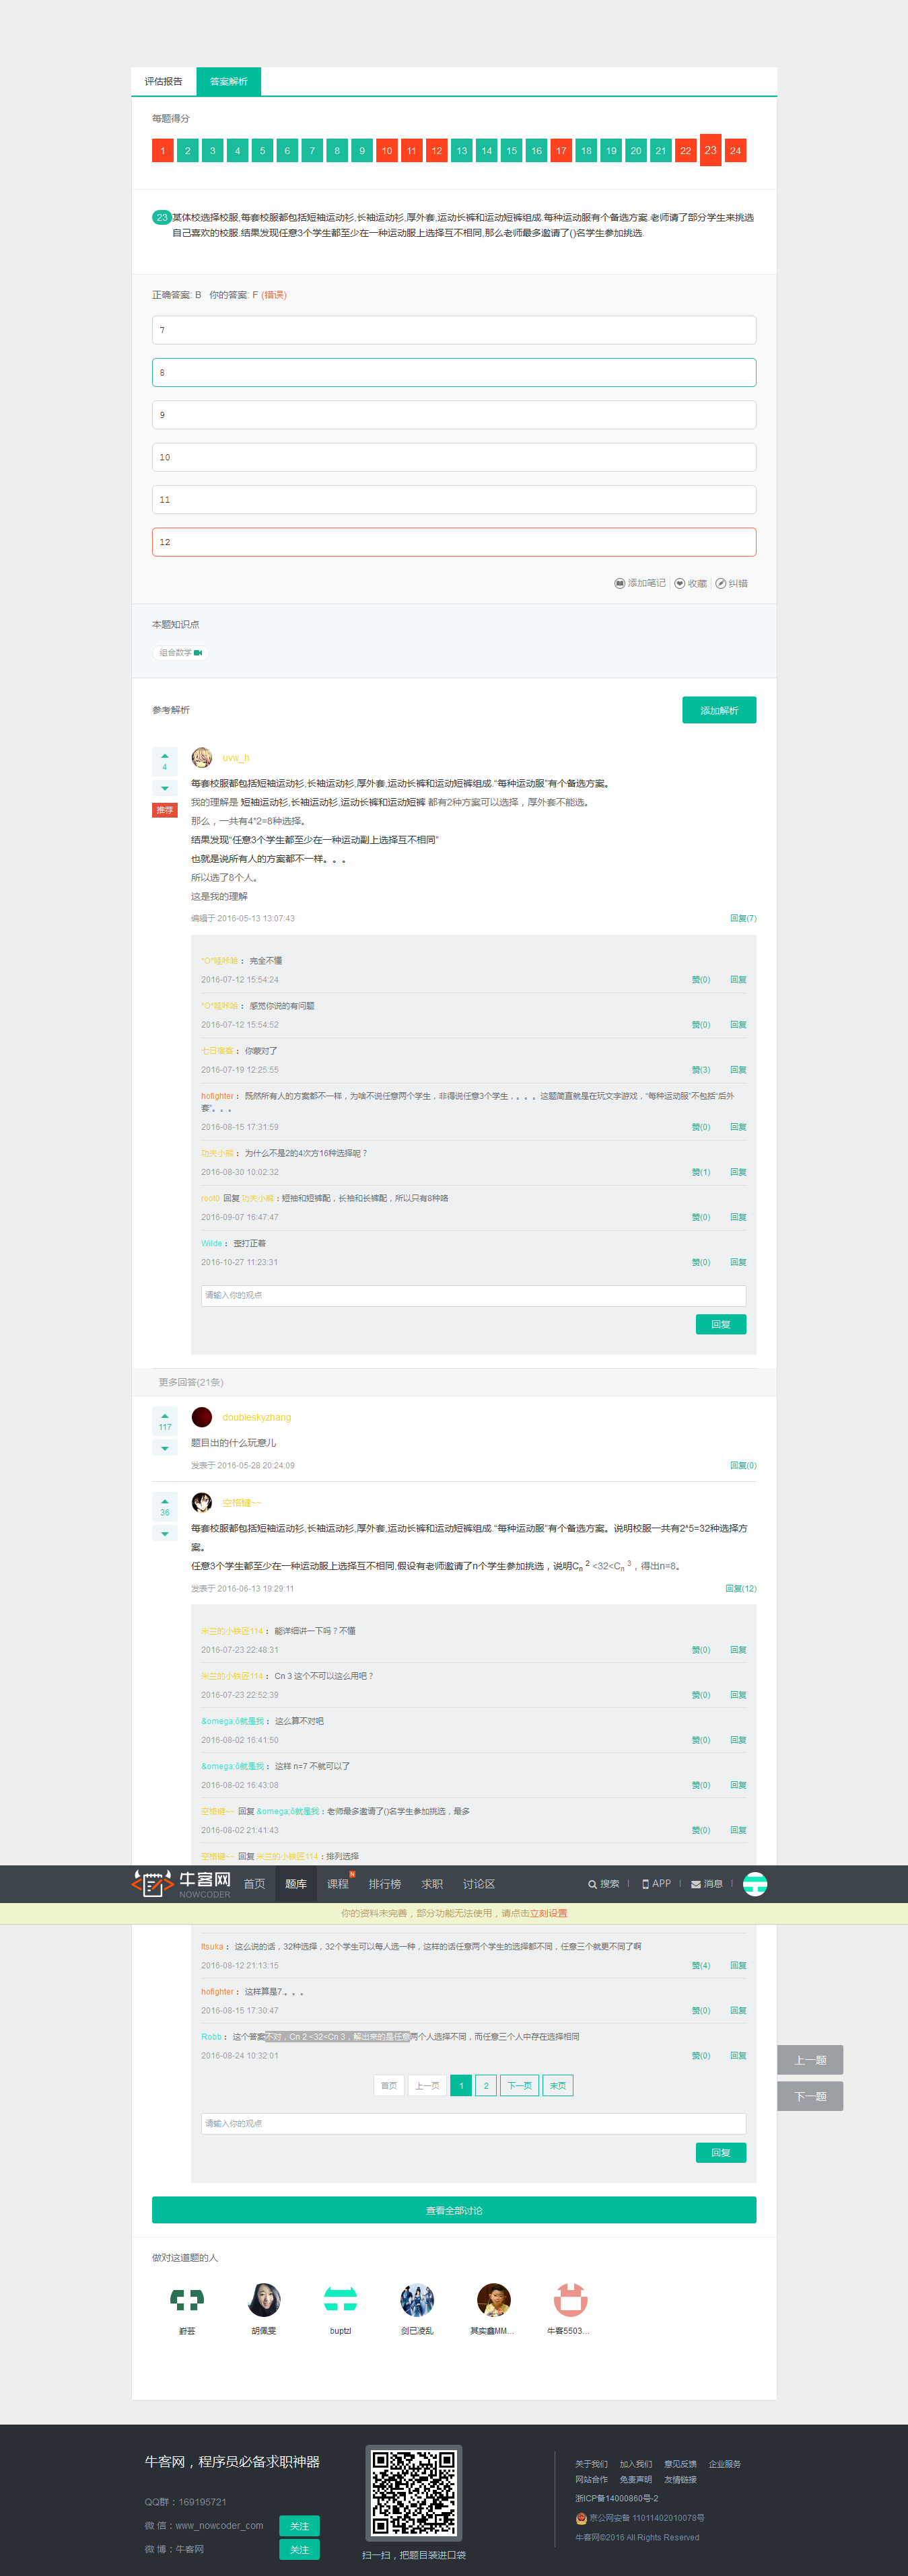 评估报告 答案解析
每题得分
1 2 3 4 5 6 7 8 9 10 11 12 13 14 15 16 17 18 19 20 21 22 23 24
23 某体校选择校服,每套校服都包括短袖运动衫,长袖运动衫,厚外套,运动长裤和运动短裤组成.每种运动服有个备选方案.老师请了部分学生来挑选
自己喜欢的校服.结果发现任意3个学生都至少在一种运动服上选择互不相同,那么老师最多邀请了()名学生参加挑选.
正确答案: B 你的答案: F (错误)
7
8
9
10
11
12
添加笔记 收藏 纠错
本题知识点
组合数学
参考解析 添加解析
4
推荐
uvw_h
每套校服都包括短袖运动衫,长袖运动衫,厚外套,运动长裤和运动短裤组成.“每种运动服”有个备选方案。
我的理解是 短袖运动衫,长袖运动衫,运动长裤和运动短裤 都有2种方案可以选择，厚外套不能选。
那么，一共有4*2=8种选择。
结果发现“任意3个学生都至少在一种运动副上选择互不相同”
也就是说所有人的方案都不一样。。。
所以选了8个人。
这是我的理解
编辑于 2016-05-13 13:07:43 回复(7)
完全不懂
2016-07-12 15:54:24 赞(0) 回复
感觉你说的有问题
2016-07-12 15:54:52 赞(0) 回复
你蒙对了
2016-07-19 12:25:55 赞(3) 回复
hofighter： 既然所有人的方案都不一样，为啥不说任意两个学生，非得说任意3个学生，。。。这题简直就是在玩文字游戏，“每种运动服”不包括“后外
套”。。。
2016-08-15 17:31:59 赞(0) 回复
功夫小熊： 为什么不是2的4次方16种选择呢？
2016-08-30 10:02:32 赞(1) 回复
root0 回复 功夫小熊：短袖和短裤配，长袖和长裤配，所以只有8种咯
2016-09-07 16:47:47 赞(0) 回复
Wilde： 歪打正着
2016-10-27 11:23:31 赞(0) 回复
请输入你的观点
回复
更多回答(21条)
117
doubleskyzhang
题目出的什么玩意儿
发表于 2016-05-28 20:24:09 回复(0)
36
空格键~~
每套校服都包括短袖运动衫,长袖运动衫,厚外套,运动长裤和运动短裤组成.“每种运动服”有个备选方案。说明校服一共有2*5=32种选择方
案。
任意3个学生都至少在一种运动服上选择互不相同,假设有老师邀请了n个学生参加挑选，说明Cn 2 <32<Cn 3，得出n=8。
发表于 2016-06-13 19:29:11 回复(12)
米兰的小铁匠114： 能详细讲一下吗？不懂
2016-07-23 22:48:31 赞(0) 回复
米兰的小铁匠114： Cn 3 这个不可以这么用吧？
2016-07-23 22:52:39 赞(0) 回复
&omega;ô就是我： 这么算不对吧
2016-08-02 16:41:50 赞(0) 回复
&omega;ô就是我： 这样 n=7 不就可以了
2016-08-02 16:43:08 赞(0) 回复
空格键~~ 回复 &omega;ô就是我：老师最多邀请了()名学生参加挑选，最多
2016-08-02 21:41:43 赞(0) 回复
空格键~~ 回复 米兰的小铁匠114：排列选择
牛客网 NOWCODER 首页 题库 课程 N 排行榜 求职 讨论区 搜索 APP 消息
你的资料未完善，部分功能无法使用，请点击立刻设置
Itsuka： 这么说的话，32种选择，32个学生可以每人选一种，这样的话任意两个学生的选择都不同，任意三个就更不同了啊
2016-08-12 21:13:15 赞(4) 回复
hofighter： 这样算是7。。。
2016-08-15 17:30:47 赞(0) 回复
Robb： 这个答案不对，Cn 2 <32<Cn 3，解出来的是任意两个人选择不同，而任意三个人中存在选择相同
2016-08-24 10:32:01 赞(0) 回复
上一题
下一题
首页 上一页 1 2 下一页 末页
请输入你的观点
回复
查看全部讨论
做对这道题的人
胡佩雯 buptzl 剑已凌乱 其实鑫MM... 牛客5503...
牛客网，程序员必备求职神器
QQ群：169195721
微 信：www_nowcoder_com 关注
微 博：牛客网 关注
扫一扫，把题目装进口袋
关于我们 加入我们 意见反馈 企业服务
网站合作 免责声明 友情链接
浙ICP备14000860号-2
京公网安备 11011402010078号
牛客网©2016 All Rights Reserved